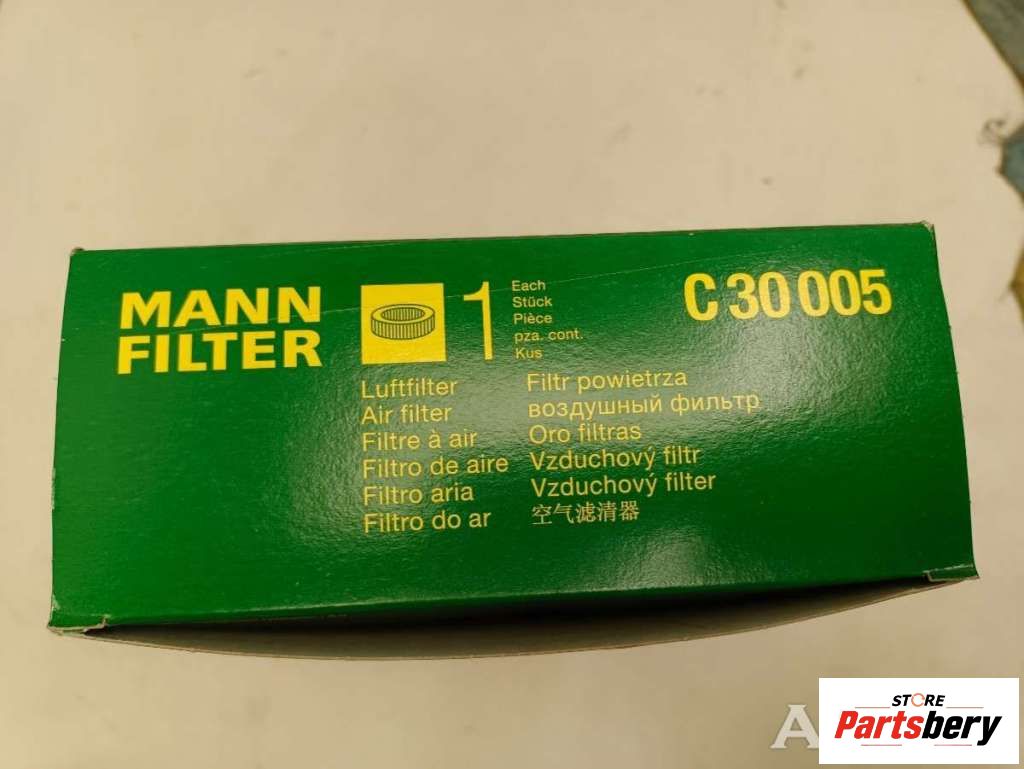 MANN
FILTER
1
Each
Stück
Pièce
pza. cont.
Kus
C 30 005
Luftfilter
Air filter
Filtre à air
Filtro de aire
Filtro aria
Filtro do ar
Filtr powietrza
воздушный фильтр
Oro filtras
Vzduchový filtr
Vzduchový filter
空气滤清器
STORE
Partsbery